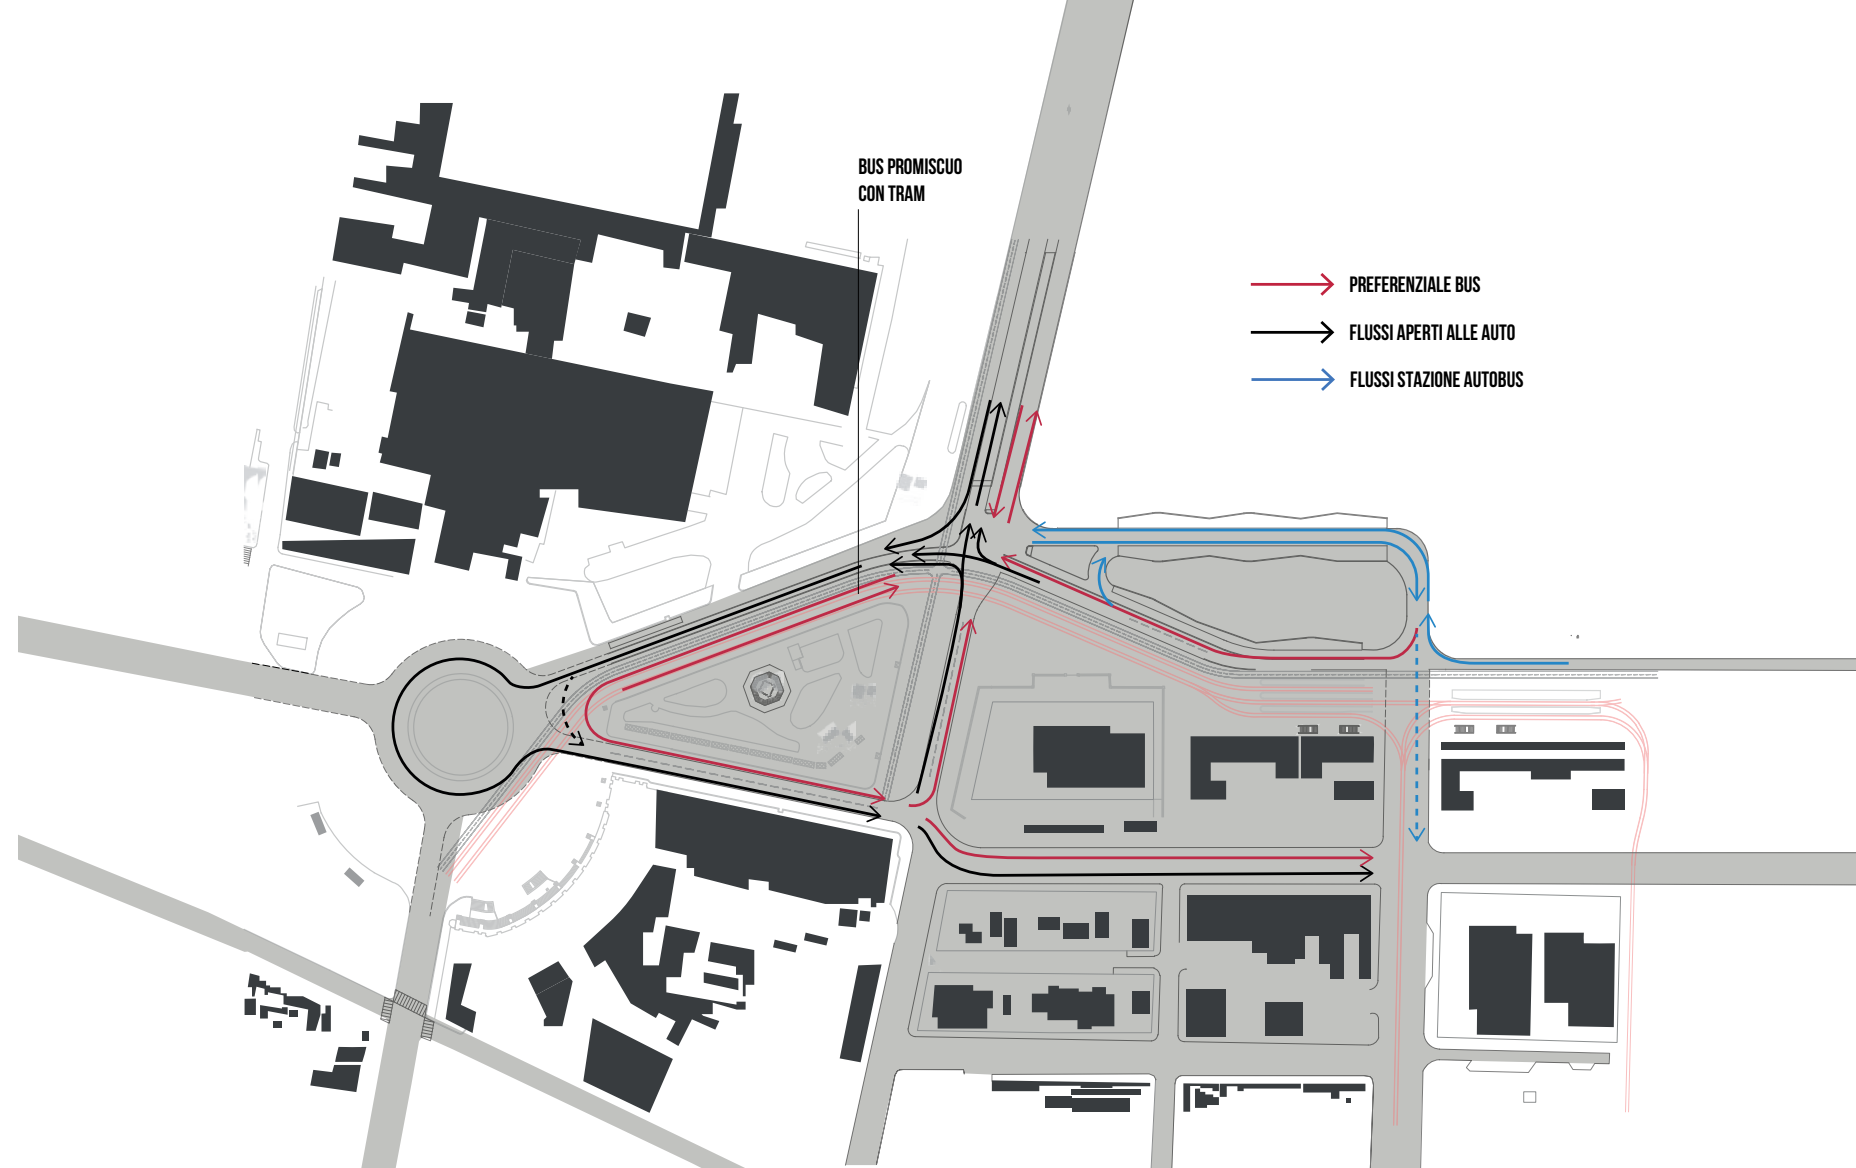 BUS PROMISCUO
CON TRAM
PREFERENZIALE BUS
FLUSSI APERTI ALLE AUTO
FLUSSI STAZIONE AUTOBUS